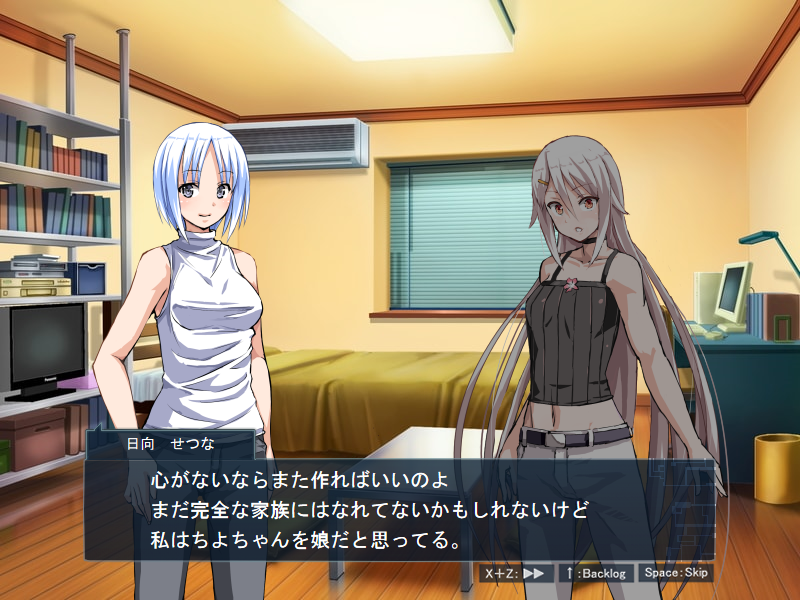 日向　せつな
心がないならまた作ればいいのよ
まだ完全な家族にはなれてないかもしれないけど
私はちよちゃんを娘だと思ってる。
X+Z: ▶▶ ↑:Backlog Space:Skip
Panasonic